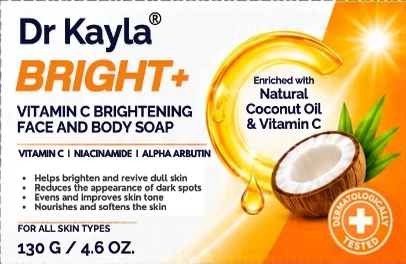 Dr Kayla®
BRIGHT+
VITAMIN C BRIGHTENING
FACE AND BODY SOAP
VITAMIN C I NIACINAMIDE I ALPHA ARBUTIN
• Helps brighten and revive dull skin
• Reduces the appearance of dark spots
• Evens and improves skin tone
• Nourishes and softens the skin
FOR ALL SKIN TYPES
130 G / 4.6 OZ.
Enriched with
Natural
Coconut Oil
& Vitamin C
DERMATOLOGICALLY
TESTED